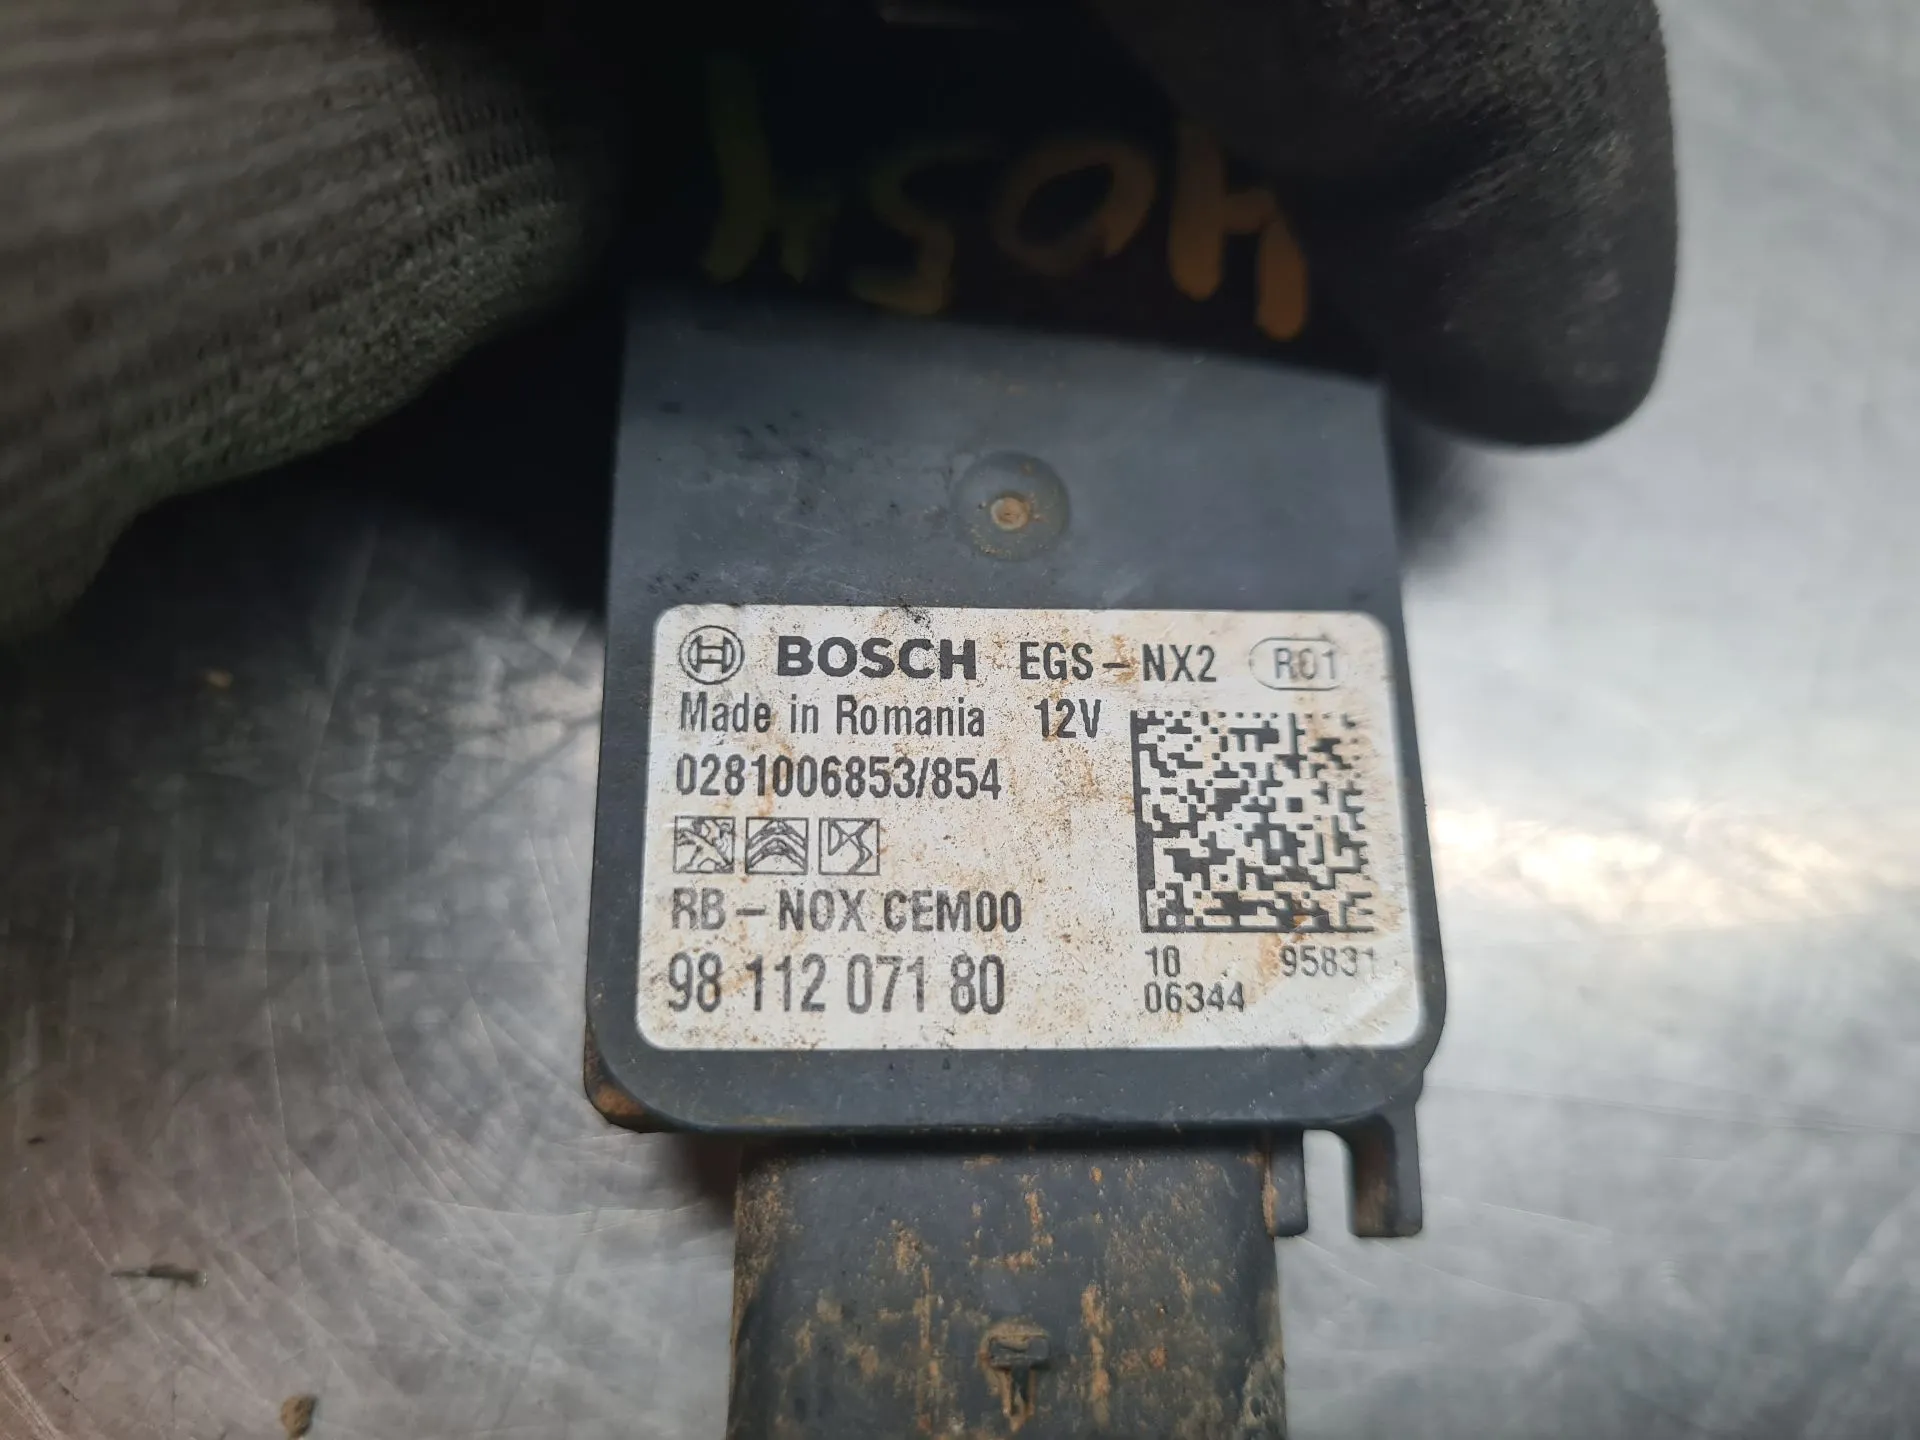 4054
BOSCH EGS-NX2 R01
Made in Romania 12V
0281006853/854
RB-NOX CEM00
98 112 071 80
10 95831
06344